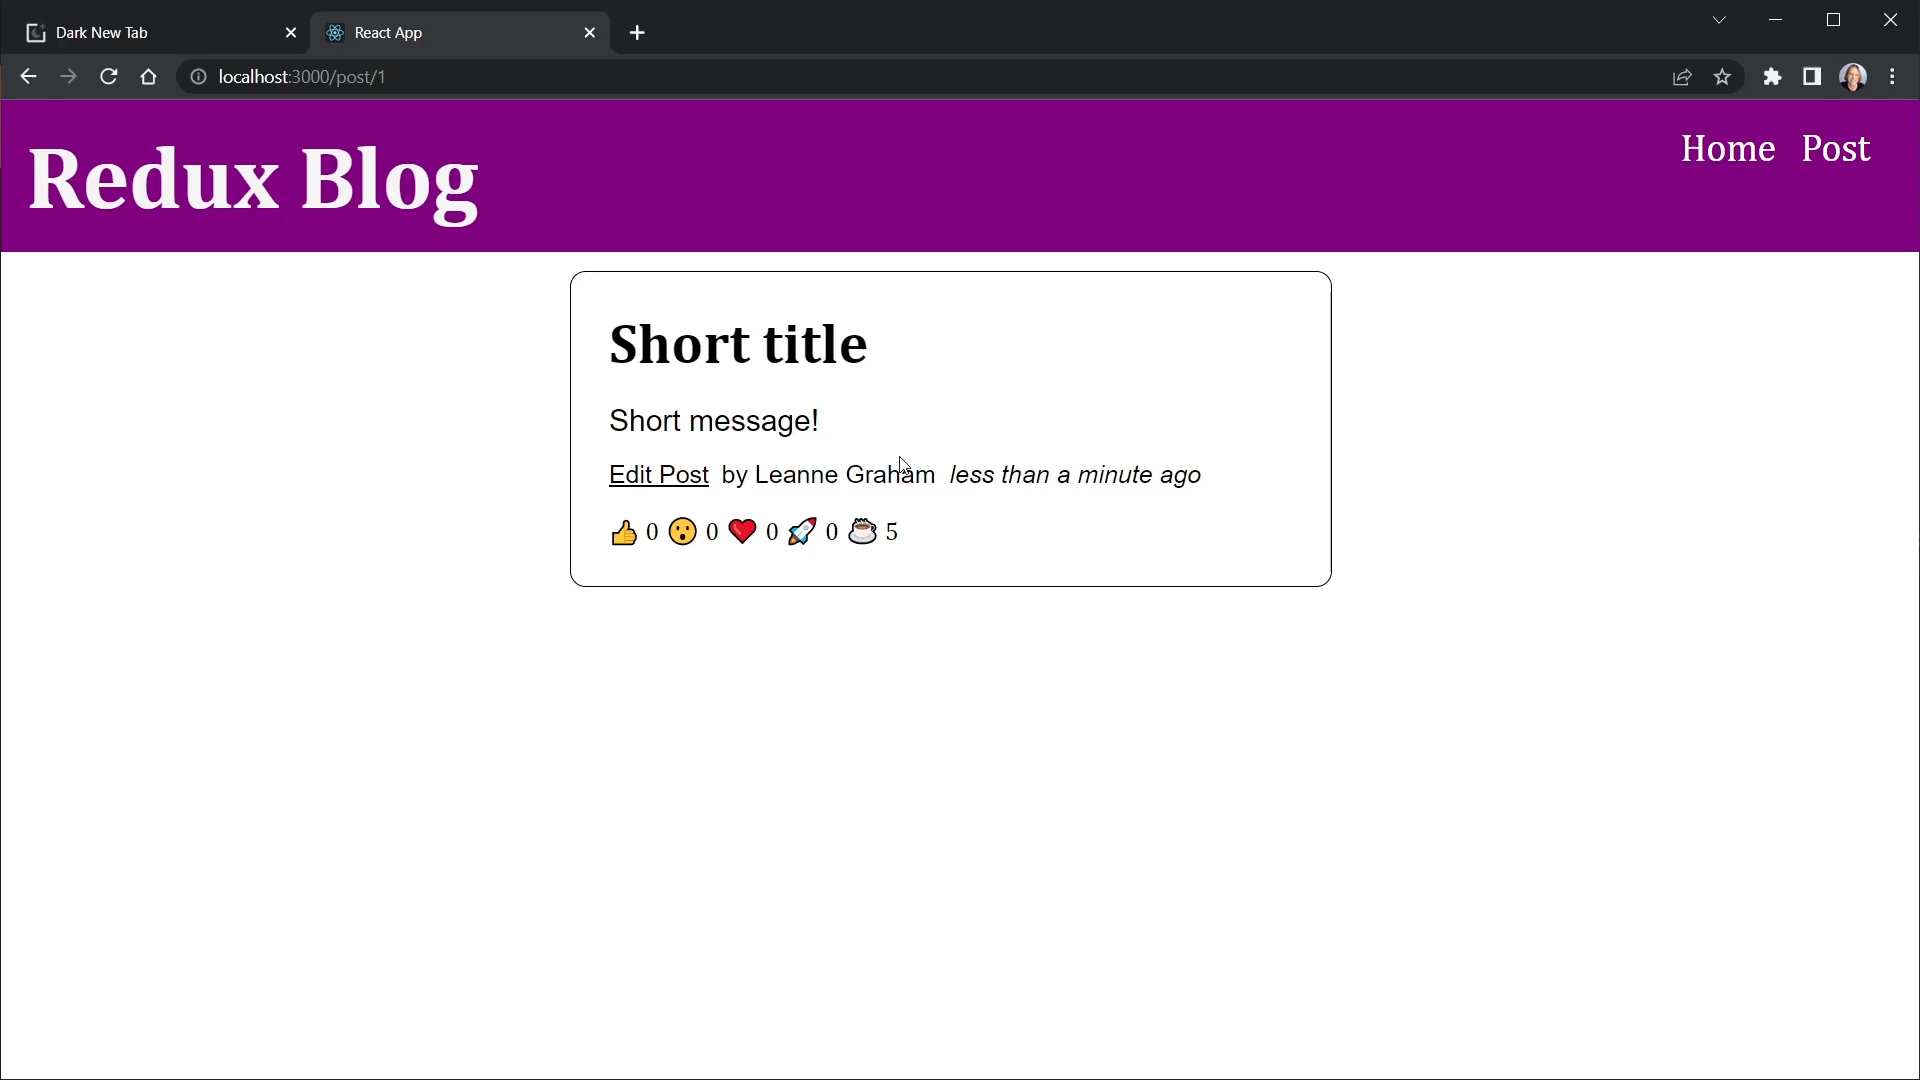 Dark New Tab
React App
localhost:3000/post/1
Redux Blog
Home Post
Short title
Short message!
Edit Post by Leanne Graham less than a minute ago
👍 0 😮 0 ❤️ 0 🚀 0 ☕ 5